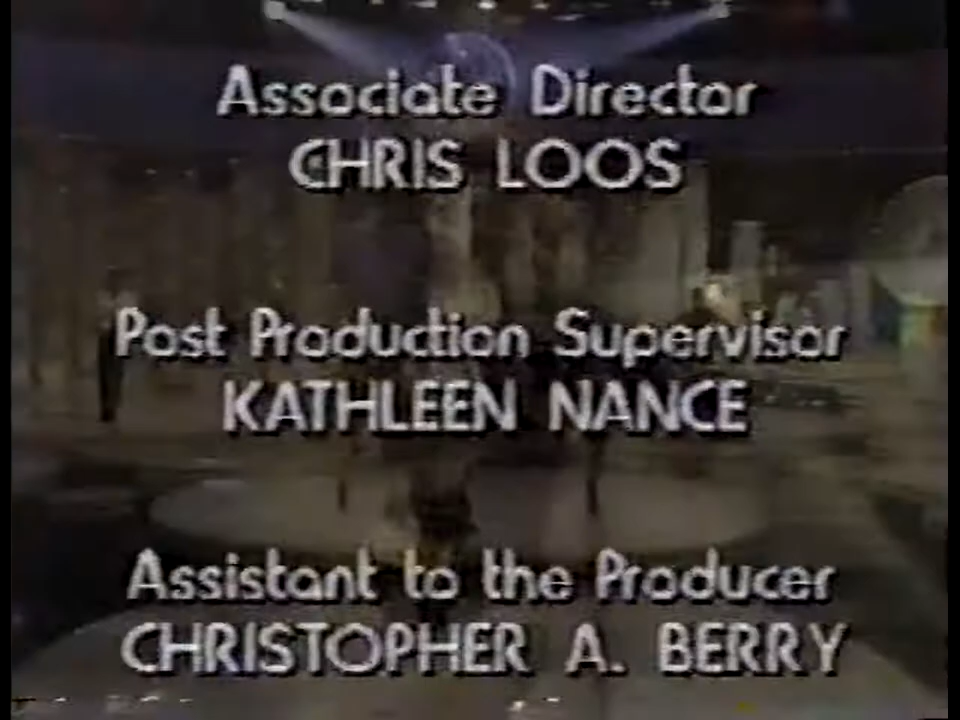 Associate Director
CHRIS LOOS
Post Production Supervisor
KATHLEEN NANCE
Assistant to the Producer
CHRISTOPHER A. BERRY